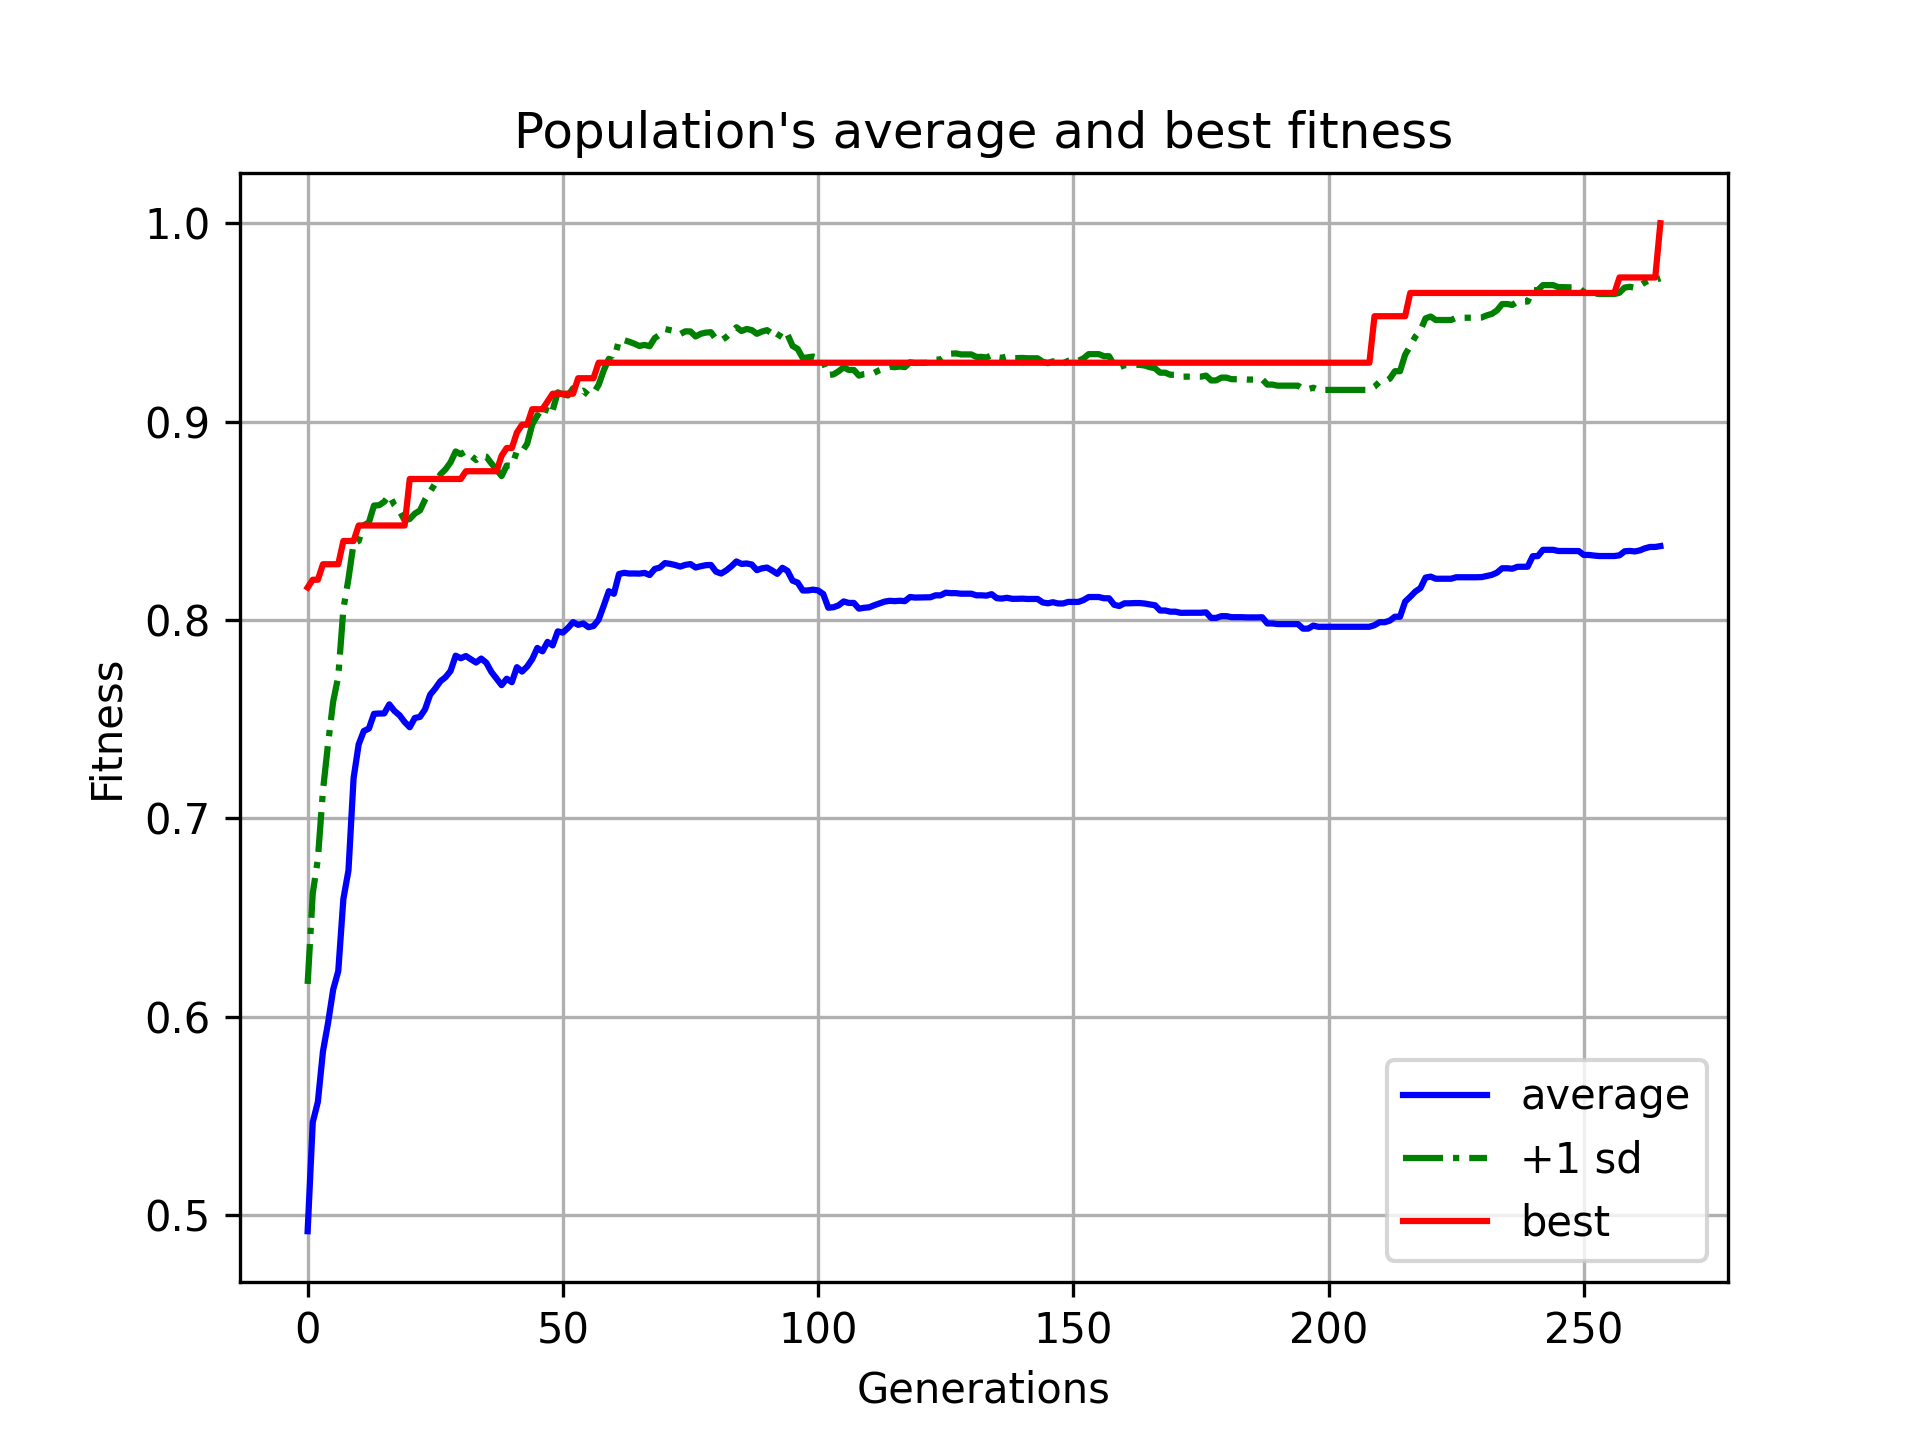 Population's average and best fitness
1.0
0.9
0.8
0.7
0.6
0.5
Fitness
0 50 100 150 200 250
Generations
average
+1 sd
best